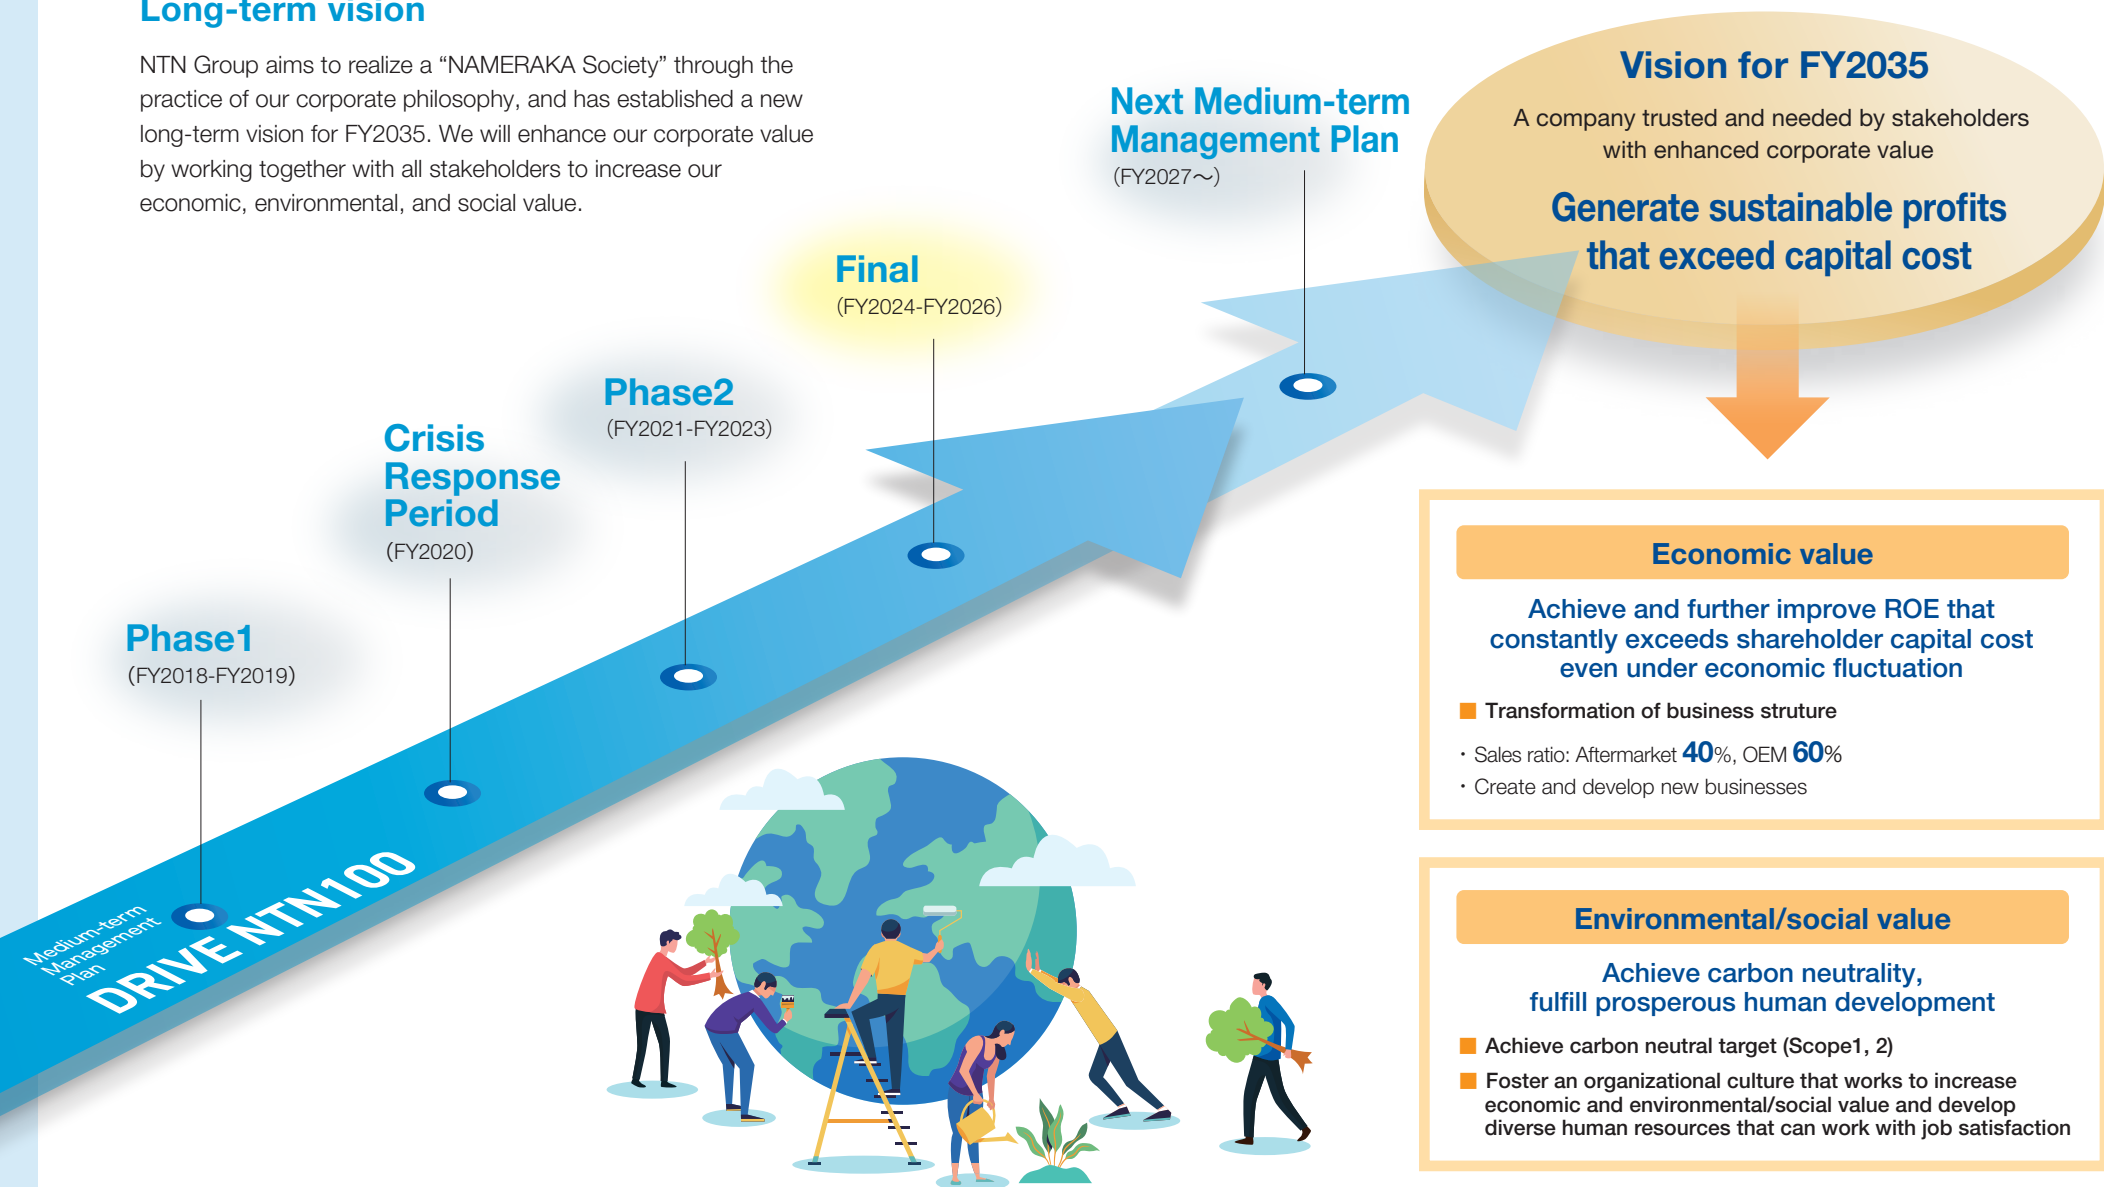 Long-term vision
NTN Group aims to realize a “NAMERAKA Society” through the
practice of our corporate philosophy, and has established a new
long-term vision for FY2035. We will enhance our corporate value
by working together with all stakeholders to increase our
economic, environmental, and social value.
Phase1
(FY2018-FY2019)
Crisis
Response
Period
(FY2020)
Phase2
(FY2021-FY2023)
Final
(FY2024-FY2026)
Next Medium-term
Management Plan
(FY2027～)
Medium-term
Management
Plan
DRIVE NTN100
Vision for FY2035
A company trusted and needed by stakeholders
with enhanced corporate value
Generate sustainable profits
that exceed capital cost
Economic value
Achieve and further improve ROE that
constantly exceeds shareholder capital cost
even under economic fluctuation
■ Transformation of business struture
・Sales ratio: Aftermarket 40%, OEM 60%
・Create and develop new businesses
Environmental/social value
Achieve carbon neutrality,
fulfill prosperous human development
■ Achieve carbon neutral target (Scope1, 2)
■ Foster an organizational culture that works to increase
economic and environmental/social value and develop
diverse human resources that can work with job satisfaction